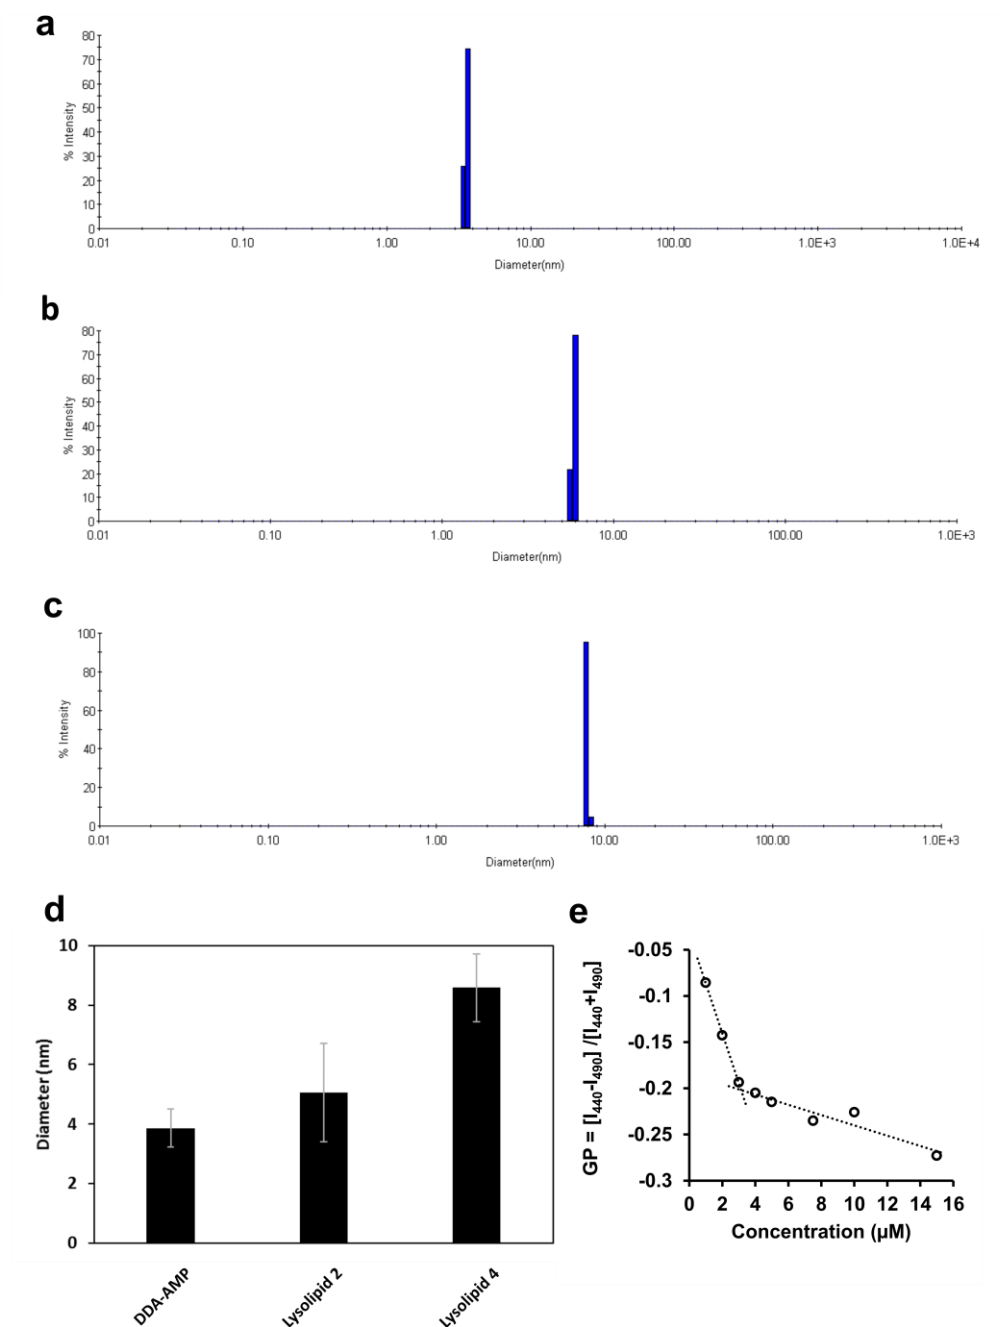 a
80
70
60
50
40
30
20
10
0
% Intensity
0.01 0.10 1.00 10.00 100.00 1.0E+3 1.0E+4
Diameter(nm)
b
80
70
60
50
40
30
20
10
0
% Intensity
0.01 0.10 1.00 10.00 100.00 1.0E+3
Diameter(nm)
c
100
80
60
40
20
0
% Intensity
0.01 0.10 1.00 10.00 100.00 1.0E+3
Diameter(nm)
d
10
8
6
4
2
0
Diameter (nm)
DDA-AMP
Lysolipid 2
Lysolipid 4
e
-0.05
-0.1
-0.15
-0.2
-0.25
-0.3
GP = [I440-I490] /[I440+I490]
0 2 4 6 8 10 12 14 16
Concentration (µM)